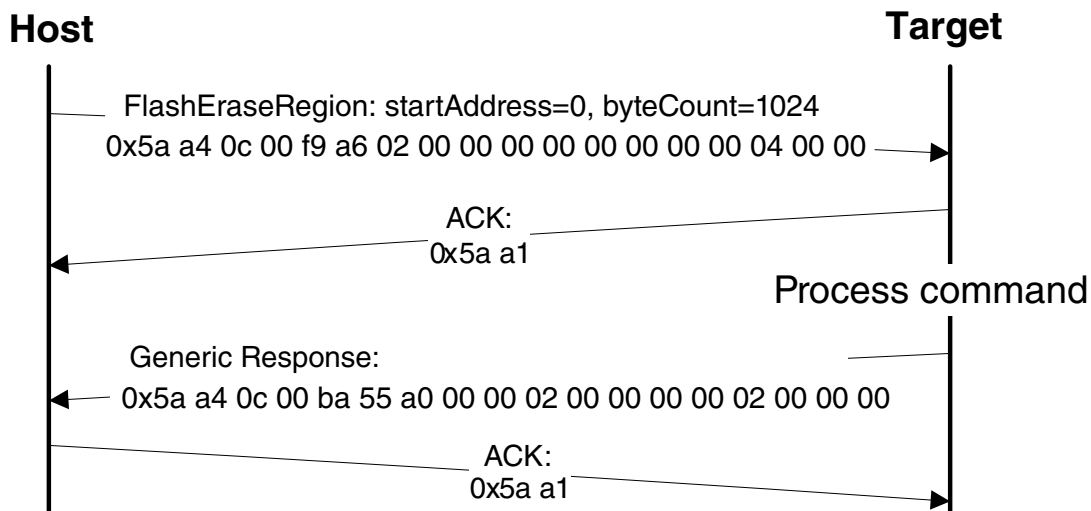 Host
Target
FlashEraseRegion: startAddress=0, byteCount=1024
0x5a a4 0c 00 f9 a6 02 00 00 00 00 00 00 00 00 04 00 00
ACK:
0x5a a1
Process command
Generic Response:
0x5a a4 0c 00 ba 55 a0 00 00 02 00 00 00 00 02 00 00 00
ACK:
0x5a a1